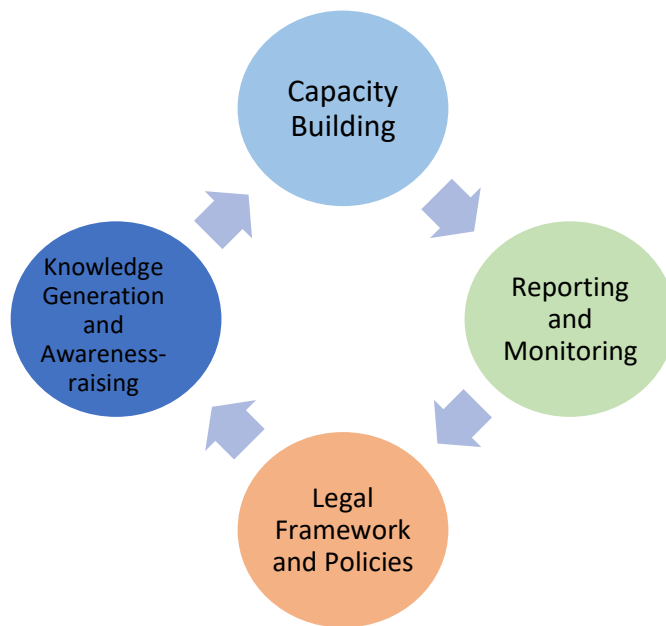 Capacity
Building
Reporting
and
Monitoring
Legal
Framework
and Policies
Knowledge
Generation
and
Awareness-
raising